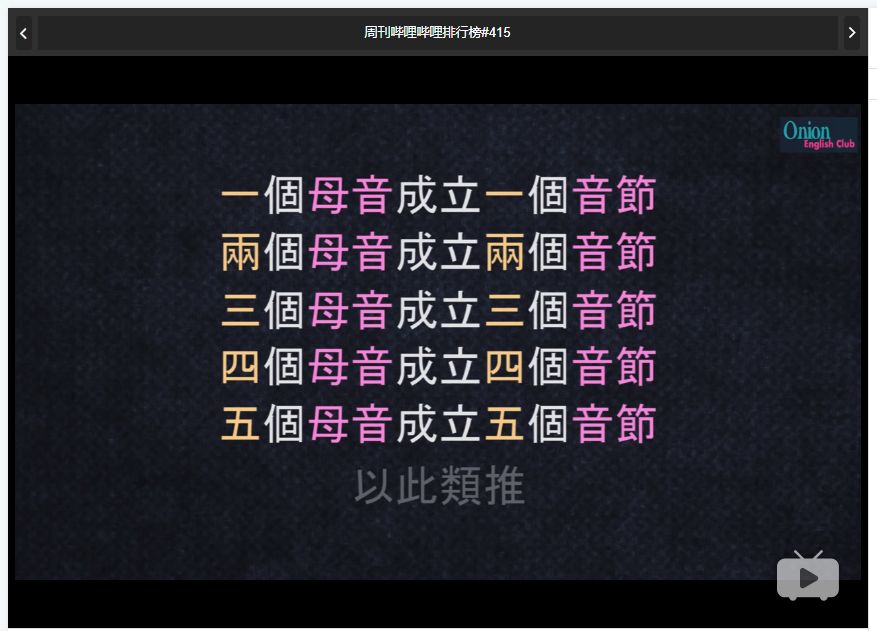 周刊哔哩哔哩排行榜#415
Onion
English Club
一個母音成立一個音節
兩個母音成立兩個音節
三個母音成立三個音節
四個母音成立四個音節
五個母音成立五個音節
以此類推